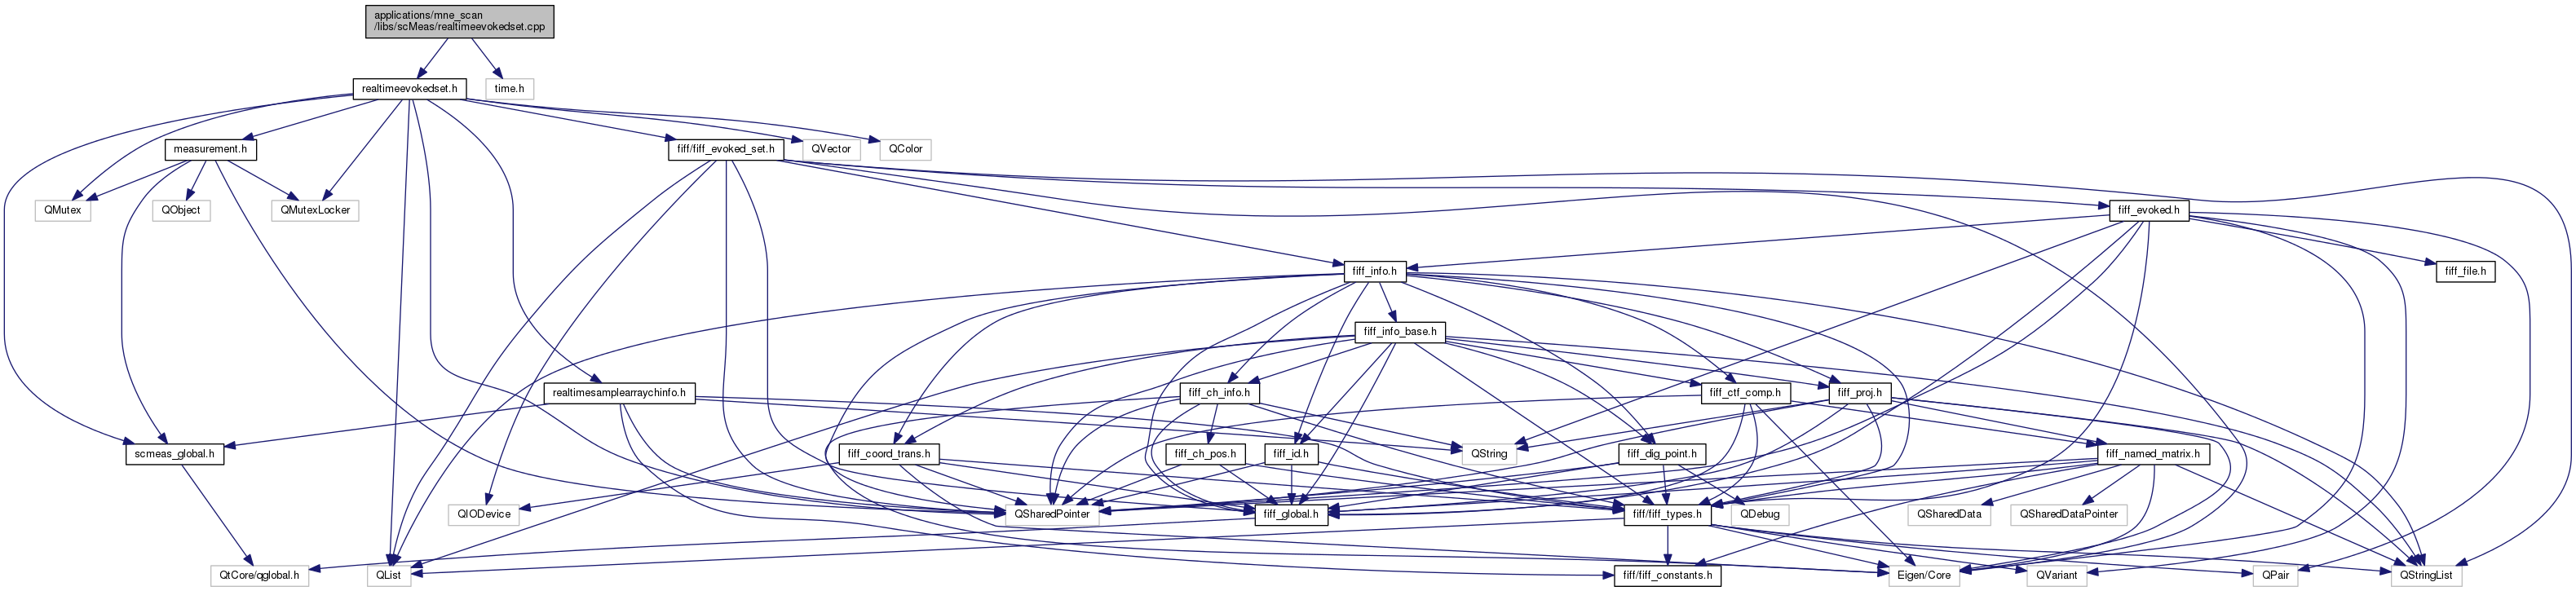 applications/mne_scan
/libs/scMeas/realtimeevokedset.cpp
realtimeevokedset.h
time.h
measurement.h
fiff/fiff_evoked_set.h
QVector
QColor
QMutex
QObject
QMutexLocker
fiff_evoked.h
fiff_info.h
fiff_file.h
fiff_info_base.h
realtimesamplearraychinfo.h
fiff_ch_info.h
fiff_ctf_comp.h
fiff_proj.h
scmeas_global.h
fiff_coord_trans.h
fiff_ch_pos.h
fiff_id.h
QString
fiff_dig_point.h
fiff_named_matrix.h
QIODevice
QSharedPointer
fiff_global.h
fiff/fiff_types.h
QDebug
QSharedData
QSharedDataPointer
QtCore/qglobal.h
QList
fiff/fiff_constants.h
Eigen/Core
QVariant
QPair
QStringList